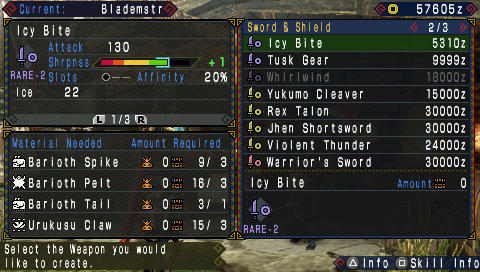 Current: Blademstr
57605z
Icy Bite
Attack 130
Shrpnss +1
RARE-2 Slots ●-- Affinity 20%
Ice 22
L 1/3 R
Material Needed Amount Required
Barioth Spike 0 9/ 3
Barioth Pelt 0 16/ 3
Barioth Tail 0 3/ 1
Urukusu Claw 0 15/ 3
Select the Weapon you would
like to create.
Sword & Shield 2/3
Icy Bite 5310z
Tusk Gear 9999z
Whirlwind 18000z
Yukumo Cleaver 15000z
Rex Talon 30000z
Jhen Shortsword 30000z
Violent Thunder 24000z
Warrior's Sword 30000z
Icy Bite Amount 0
RARE-2
Info Skill Info